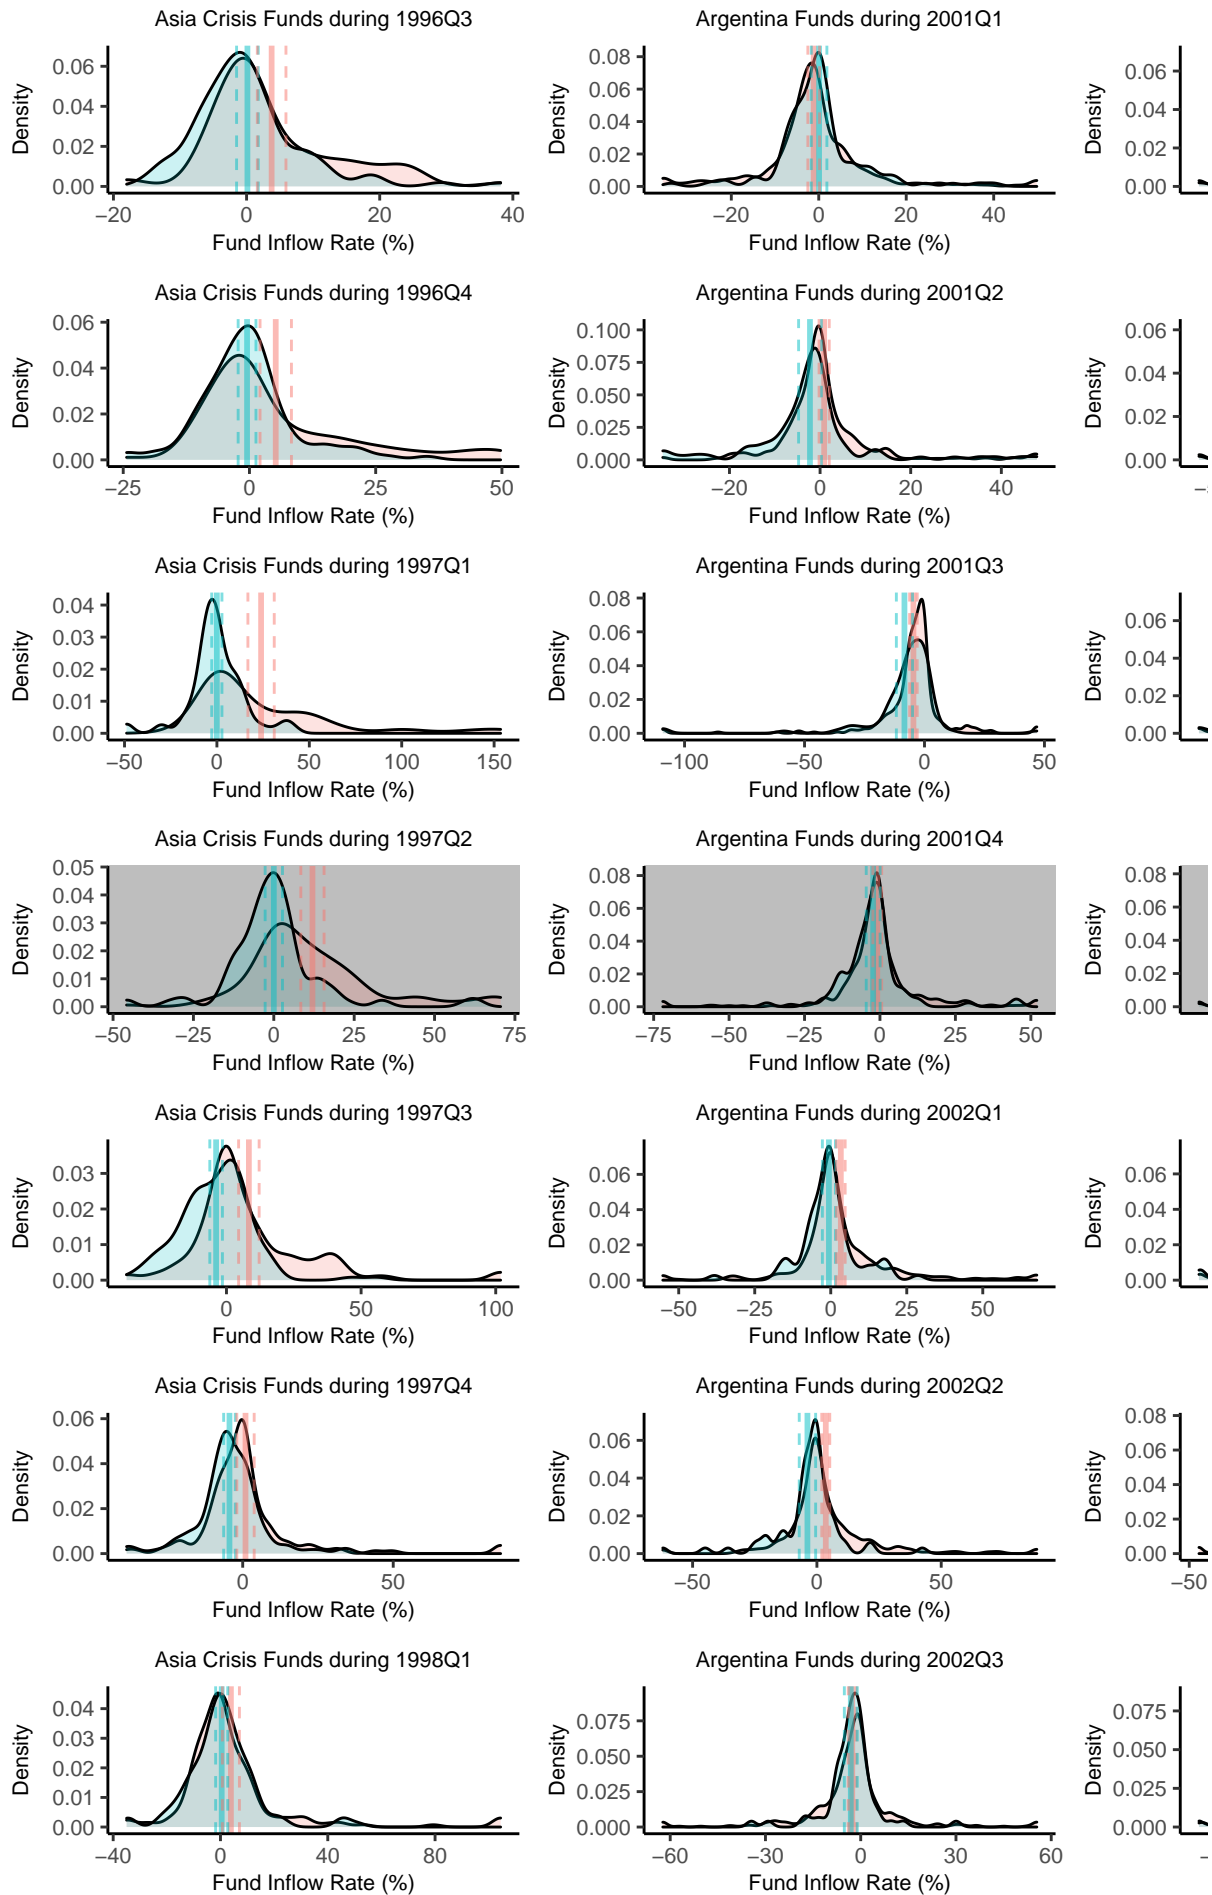 Asia Crisis Funds during 1996Q3
Density
0.06
0.04
0.02
0.00
−20 0 20 40
Fund Inflow Rate (%)
Argentina Funds during 2001Q1
Density
0.08
0.06
0.04
0.02
0.00
−20 0 20 40
Fund Inflow Rate (%)
Density
0.06
0.04
0.02
0.00
Asia Crisis Funds during 1996Q4
Density
0.06
0.04
0.02
0.00
−25 0 25 50
Fund Inflow Rate (%)
Argentina Funds during 2001Q2
Density
0.100
0.075
0.050
0.025
0.000
−20 0 20 40
Fund Inflow Rate (%)
Density
0.06
0.04
0.02
0.00
Asia Crisis Funds during 1997Q1
Density
0.04
0.03
0.02
0.01
0.00
−50 0 50 100 150
Fund Inflow Rate (%)
Argentina Funds during 2001Q3
Density
0.08
0.06
0.04
0.02
0.00
−100 −50 0 50
Fund Inflow Rate (%)
Density
0.06
0.04
0.02
0.00
Asia Crisis Funds during 1997Q2
Density
0.05
0.04
0.03
0.02
0.01
0.00
−50 −25 0 25 50 75
Fund Inflow Rate (%)
Argentina Funds during 2001Q4
Density
0.08
0.06
0.04
0.02
0.00
−75 −50 −25 0 25 50
Fund Inflow Rate (%)
Density
0.08
0.06
0.04
0.02
0.00
Asia Crisis Funds during 1997Q3
Density
0.03
0.02
0.01
0.00
0 50 100
Fund Inflow Rate (%)
Argentina Funds during 2002Q1
Density
0.06
0.04
0.02
0.00
−50 −25 0 25 50
Fund Inflow Rate (%)
Density
0.06
0.04
0.02
0.00
Asia Crisis Funds during 1997Q4
Density
0.06
0.04
0.02
0.00
0 50
Fund Inflow Rate (%)
Argentina Funds during 2002Q2
Density
0.06
0.04
0.02
0.00
−50 0 50
Fund Inflow Rate (%)
Density
0.08
0.06
0.04
0.02
0.00
−50
Asia Crisis Funds during 1998Q1
Density
0.04
0.03
0.02
0.01
0.00
−40 0 40 80
Fund Inflow Rate (%)
Argentina Funds during 2002Q3
Density
0.075
0.050
0.025
0.000
−60 −30 0 30 60
Fund Inflow Rate (%)
Density
0.075
0.050
0.025
0.000